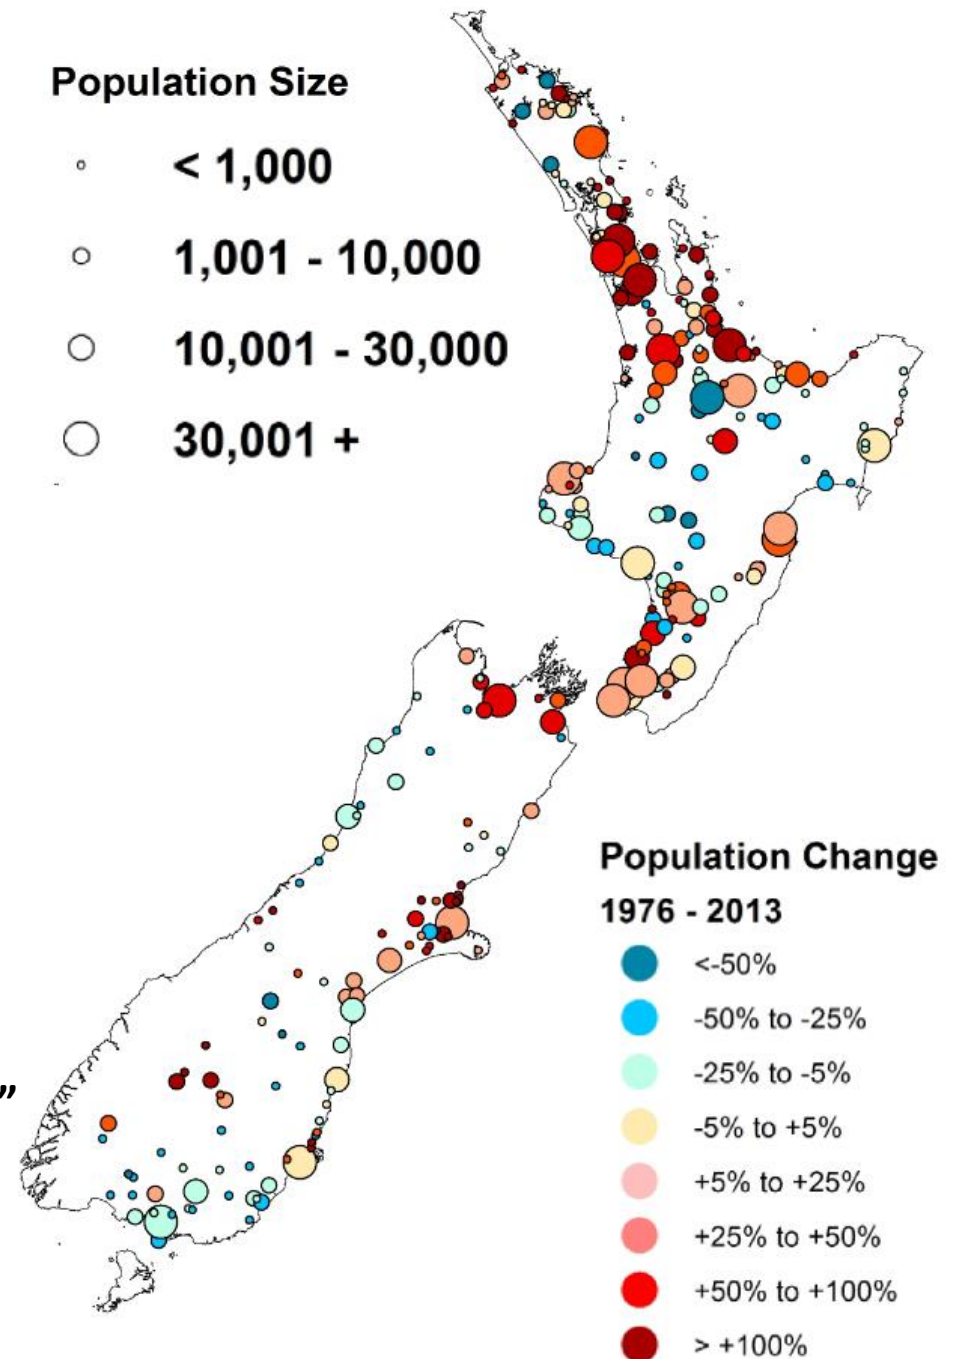 Population Size
< 1,000
1,001 - 10,000
10,001 - 30,000
30,001 +
Population Change
1976 - 2013
<-50%
-50% to -25%
-25% to -5%
-5% to +5%
+5% to +25%
+25% to +50%
+50% to +100%
> +100%
”